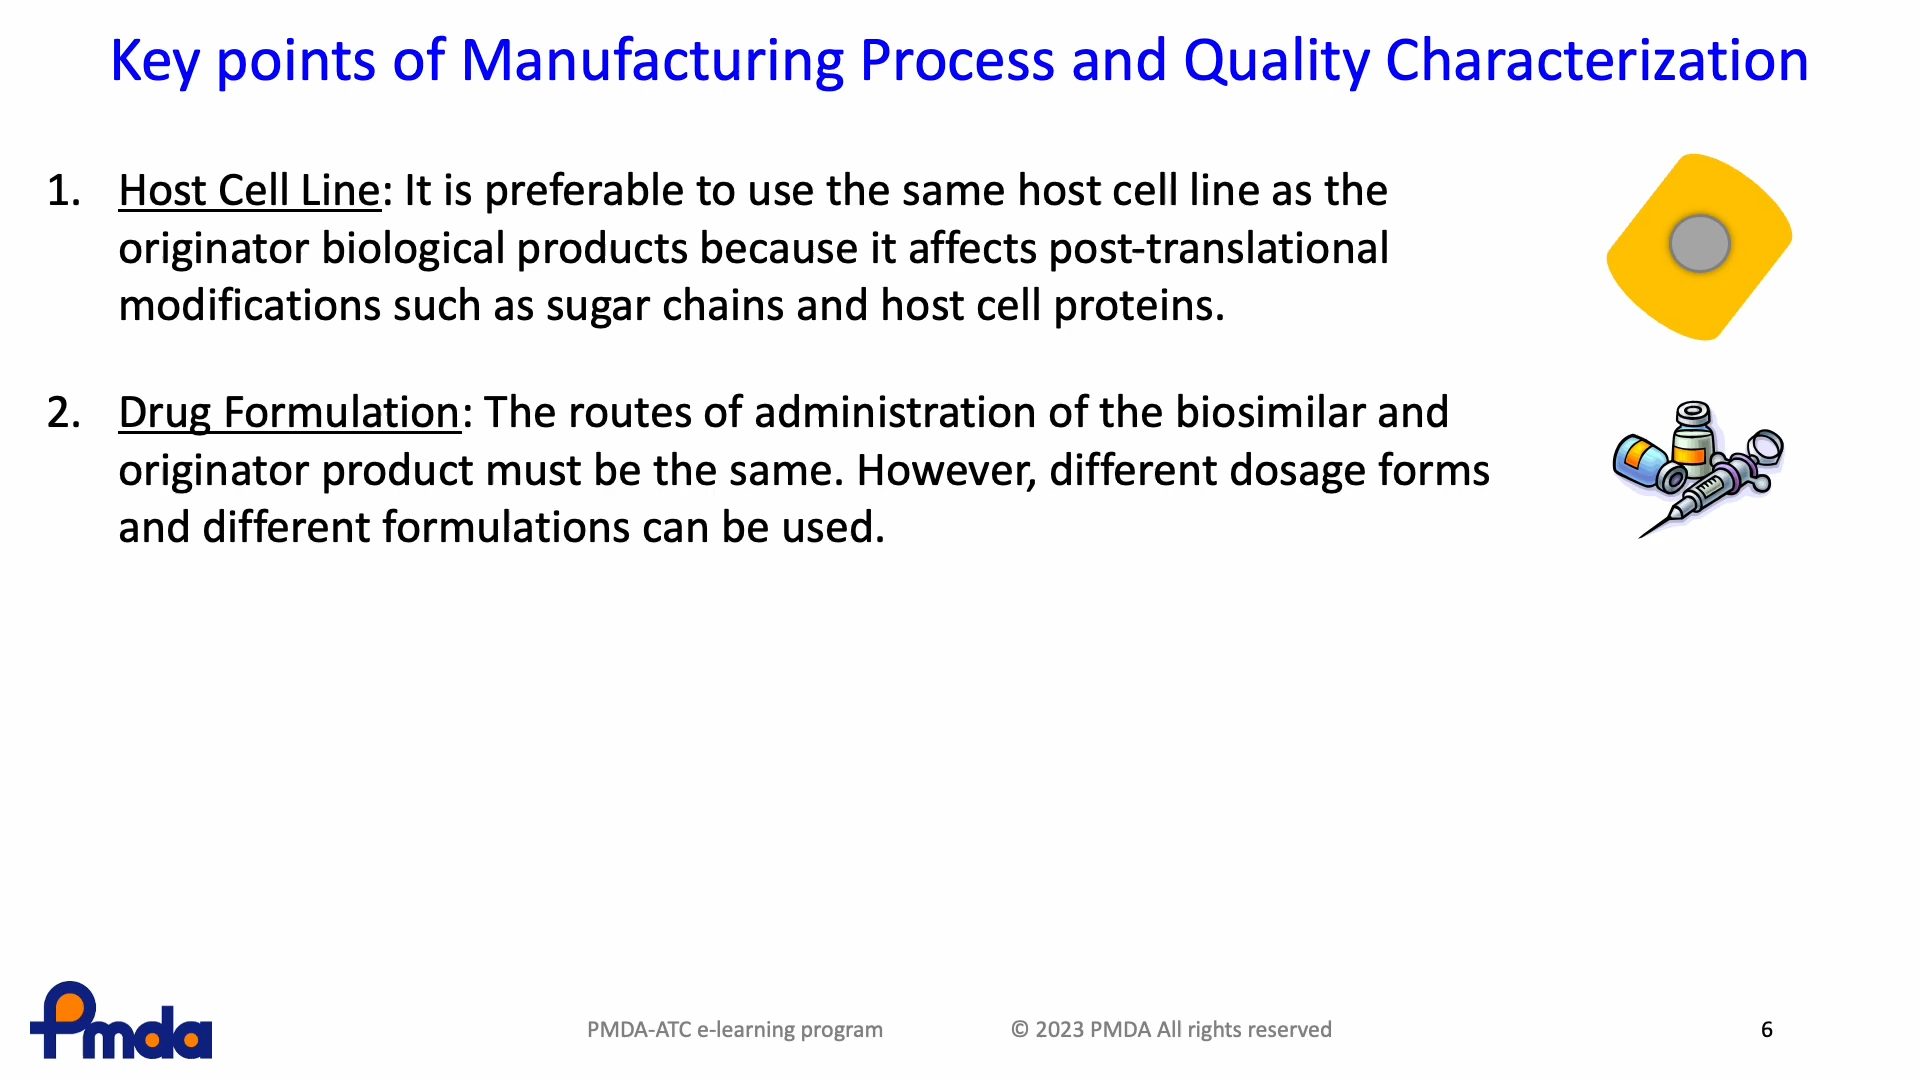 Key points of Manufacturing Process and Quality Characterization
1. Host Cell Line: It is preferable to use the same host cell line as the
originator biological products because it affects post-translational
modifications such as sugar chains and host cell proteins.
2. Drug Formulation: The routes of administration of the biosimilar and
originator product must be the same. However, different dosage forms
and different formulations can be used.
Pmda
PMDA-ATC e-learning program
© 2023 PMDA All rights reserved
6